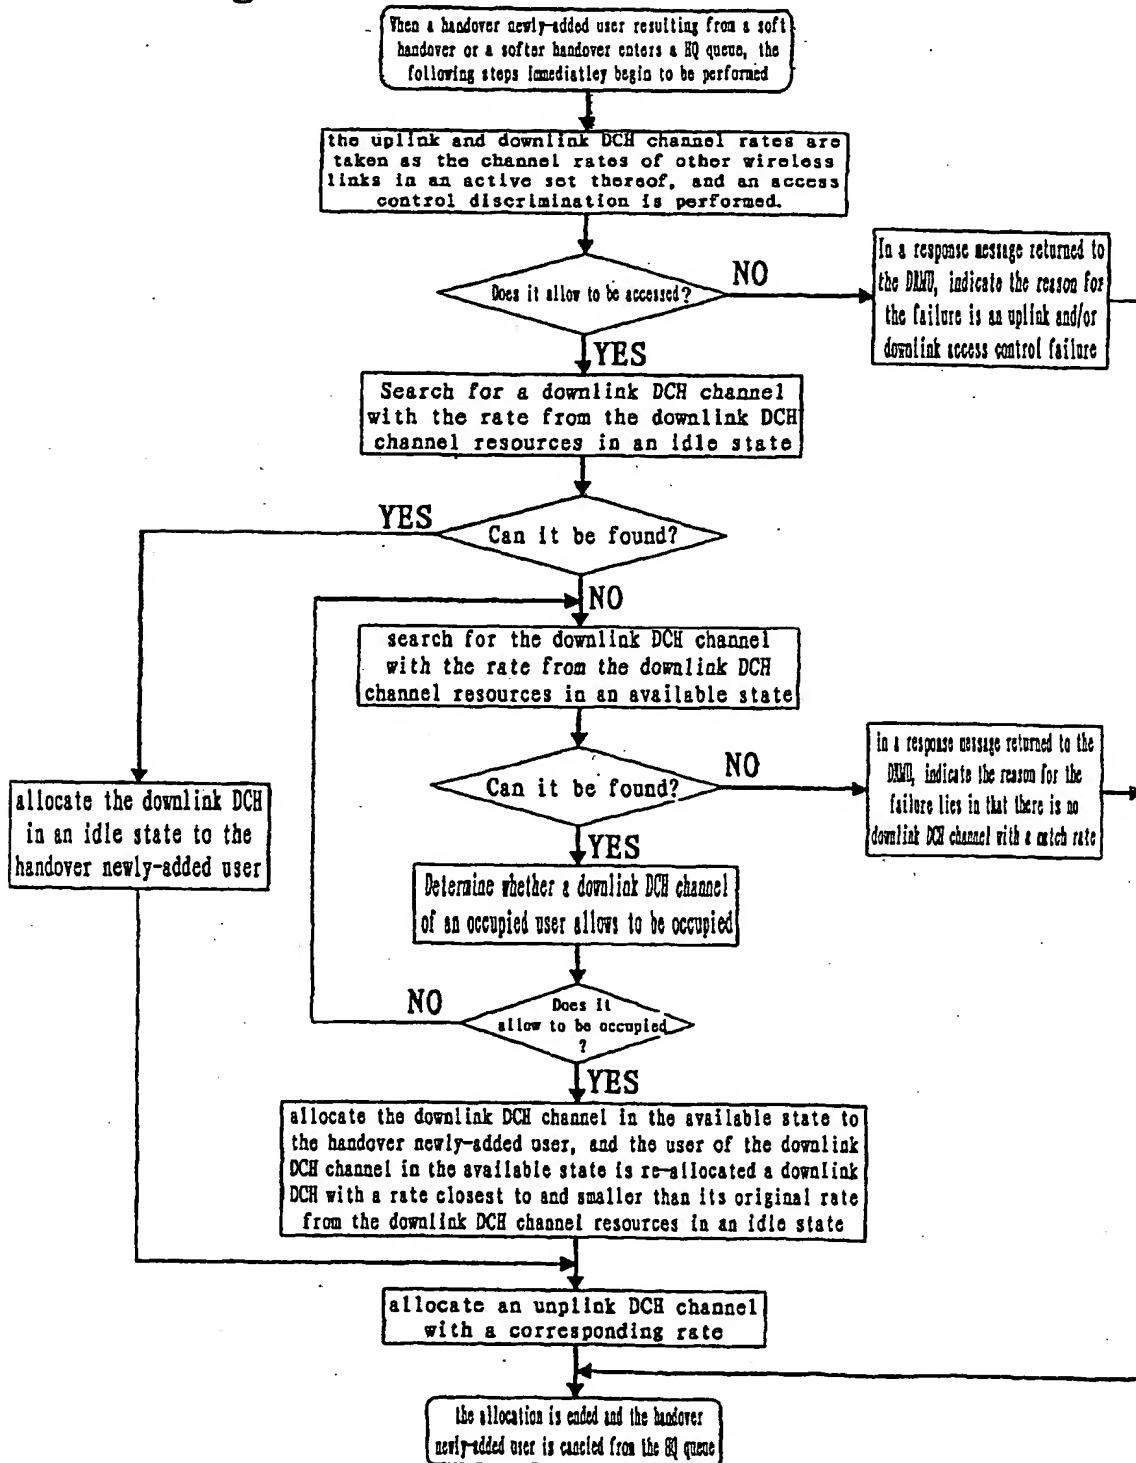 When a handover newly-added user resulting from a soft
handover or a softer handover enters a HQ queue, the
following steps immediatley begin to be performed
the uplink and downlink DCH channel rates are
taken as the channel rates of other wireless
links in an active set thereof, and an access
control discrimination is performed.
Does it allow to be accessed?
NO
In a response message returned to
the DRMU, indicate the reason for
the failure is an uplink and/or
downlink access control failure
YES
Search for a downlink DCH channel
with the rate from the downlink DCH
channel resources in an idle state
YES
Can it be found?
NO
search for the downlink DCH channel
with the rate from the downlink DCH
channel resources in an available state
Can it be found?
NO
in a response message returned to the
DRMU, indicate the reason for the
failure lies in that there is no
downlink DCH channel with a match rate
allocate the downlink DCH
in an idle state to the
handover newly-added user
YES
Determine whether a downlink DCH channel
of an occupied user allows to be occupied
NO
Does it
allow to be occupied
?
YES
allocate the downlink DCH channel in the available state to
the handover newly-added user, and the user of the downlink
DCH channel in the available state is re-allocated a downlink
DCH with a rate closest to and smaller than its original rate
from the downlink DCH channel resources in an idle state
allocate an unplink DCH channel
with a corresponding rate
the allocation is ended and the handover
newly-added user is cancled from the HQ queue